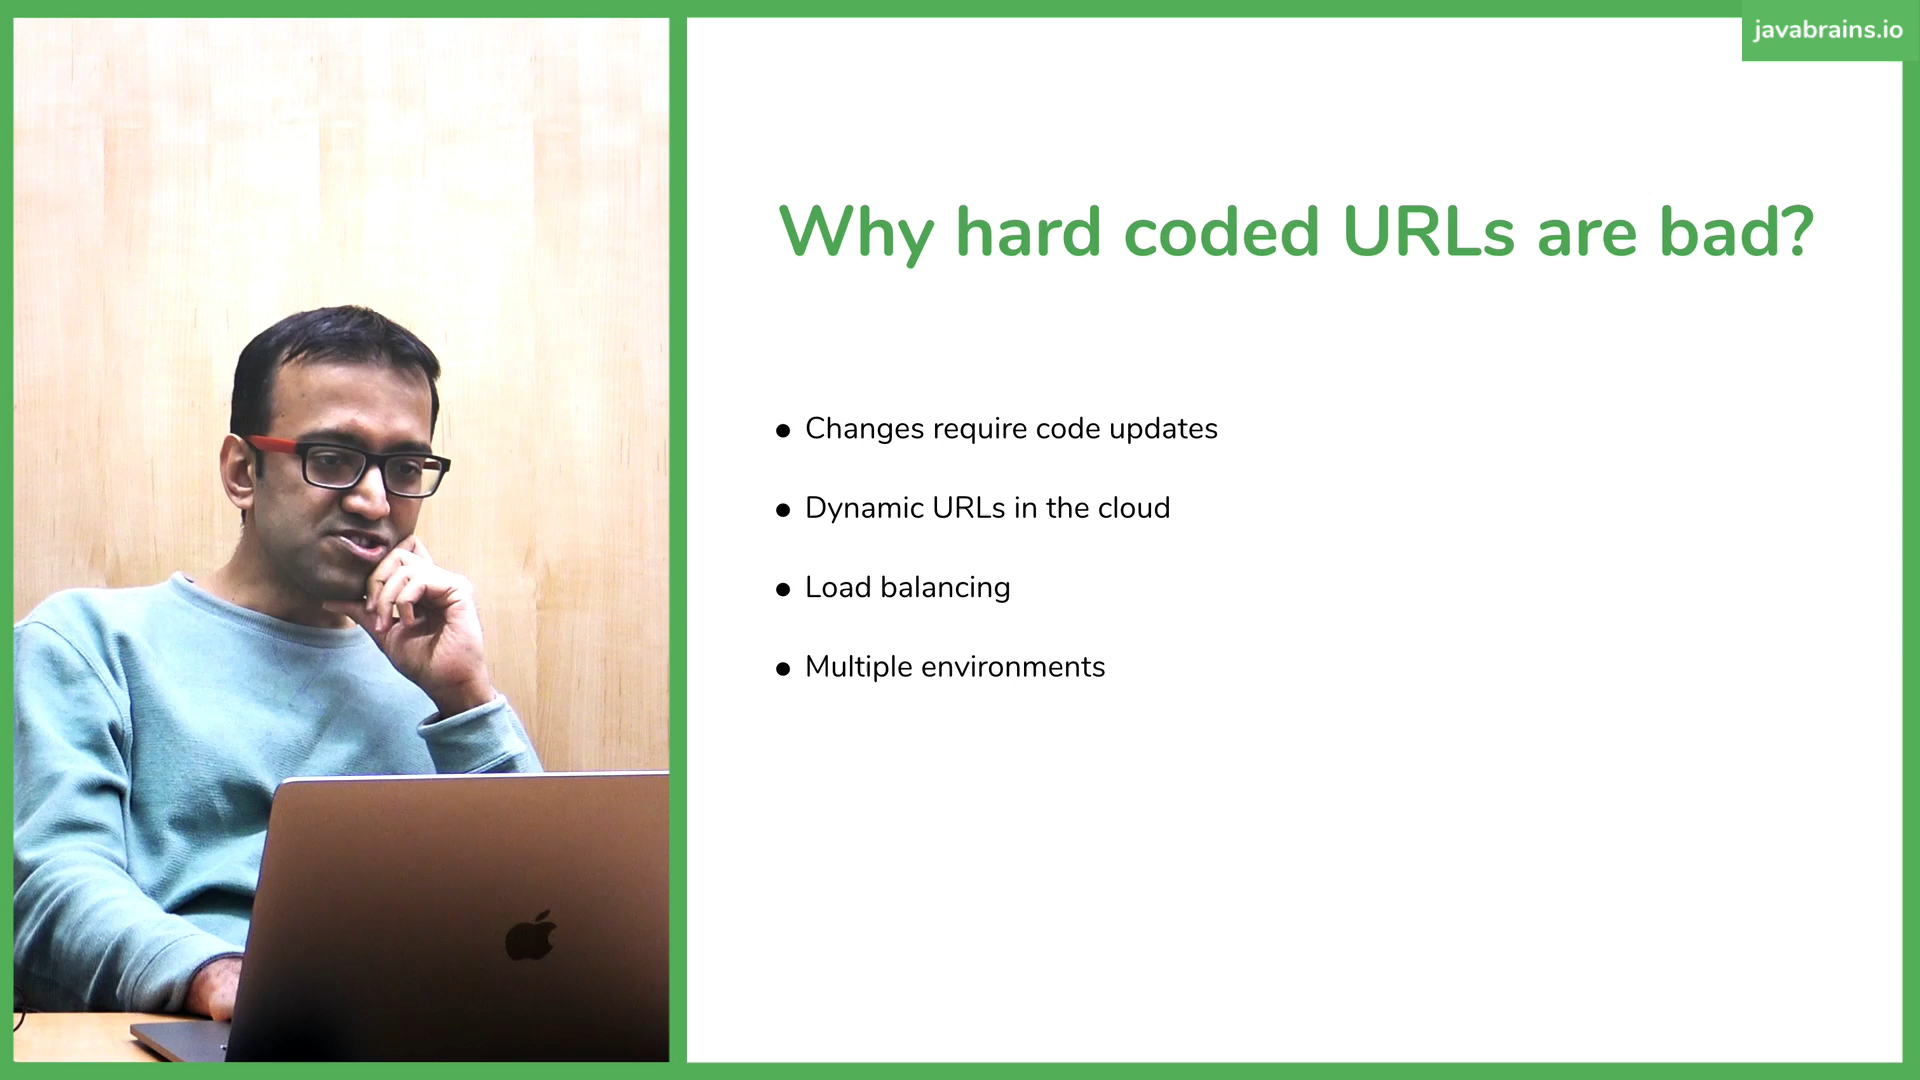 javabrains.io
Why hard coded URLs are bad?
● Changes require code updates
● Dynamic URLs in the cloud
● Load balancing
● Multiple environments